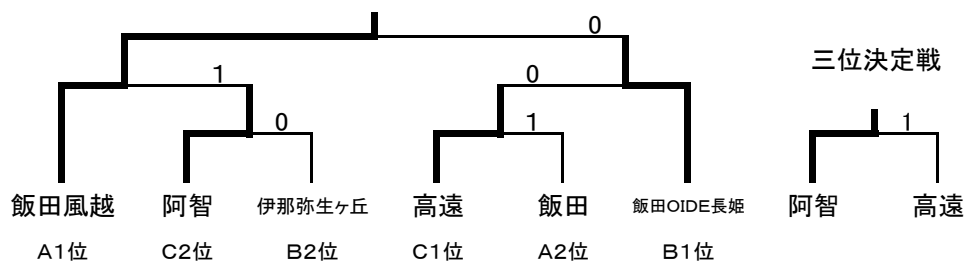 0
三位決定戦
1
0
0
1
1
飯田風越
阿智
伊那弥生ヶ丘
高遠
飯田
飯田OIDE長姫
阿智
高遠
A1位
C2位
B2位
C1位
A2位
B1位